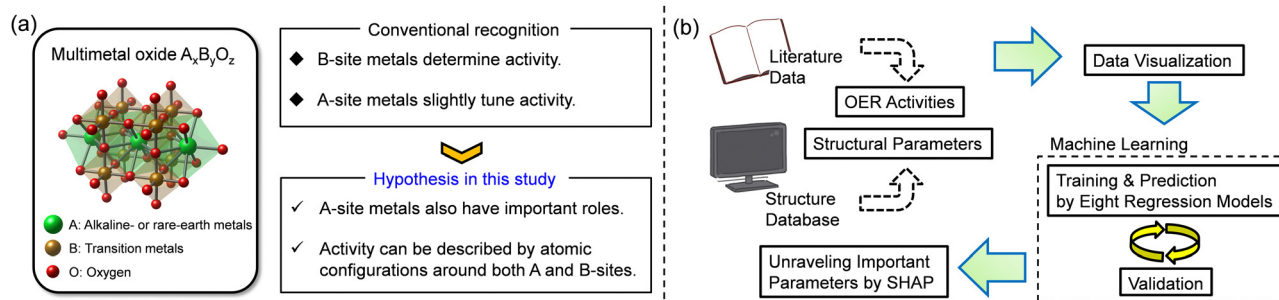 (a)
Multimetal oxide AₓBᵧO_z
A: Alkaline- or rare-earth metals
B: Transition metals
O: Oxygen
Conventional recognition
◆ B-site metals determine activity.
◆ A-site metals slightly tune activity.
Hypothesis in this study
✓ A-site metals also have important roles.
✓ Activity can be described by atomic
configurations around both A and B-sites.
(b)
Literature
Data
OER Activities
Structural Parameters
Structure
Database
Data Visualization
Machine Learning
Training & Prediction
by Eight Regression Models
Validation
Unraveling Important
Parameters by SHAP